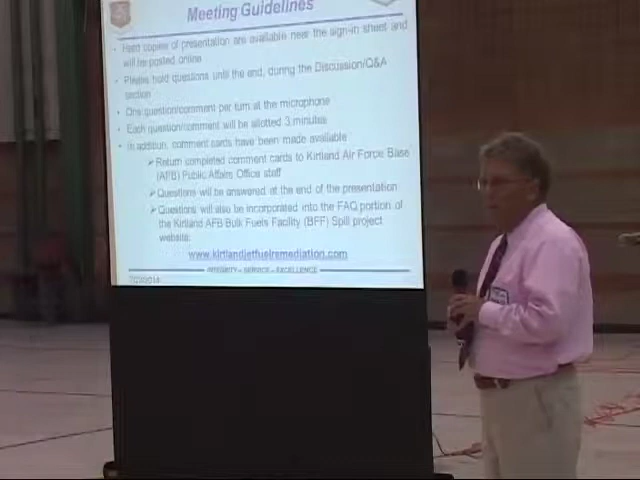 Meeting Guidelines
• Hard copies of presentation are available near the sign-in sheet and
will be posted online
• Please hold questions until the end, during the Discussion/Q&A
section
• One question/comment per turn at the microphone
• Each question/comment will be allotted 3 minutes
• In addition, comment cards have been made available
➢ Return completed comment cards to Kirtland Air Force Base
(AFB) Public Affairs Office staff
➢ Questions will be answered at the end of the presentation
➢ Questions will also be incorporated into the FAQ portion of
the Kirtland AFB Bulk Fuels Facility (BFF) Spill project
website:
www.kirtlandjetfuelremediation.com
INTEGRITY - SERVICE - EXCELLENCE